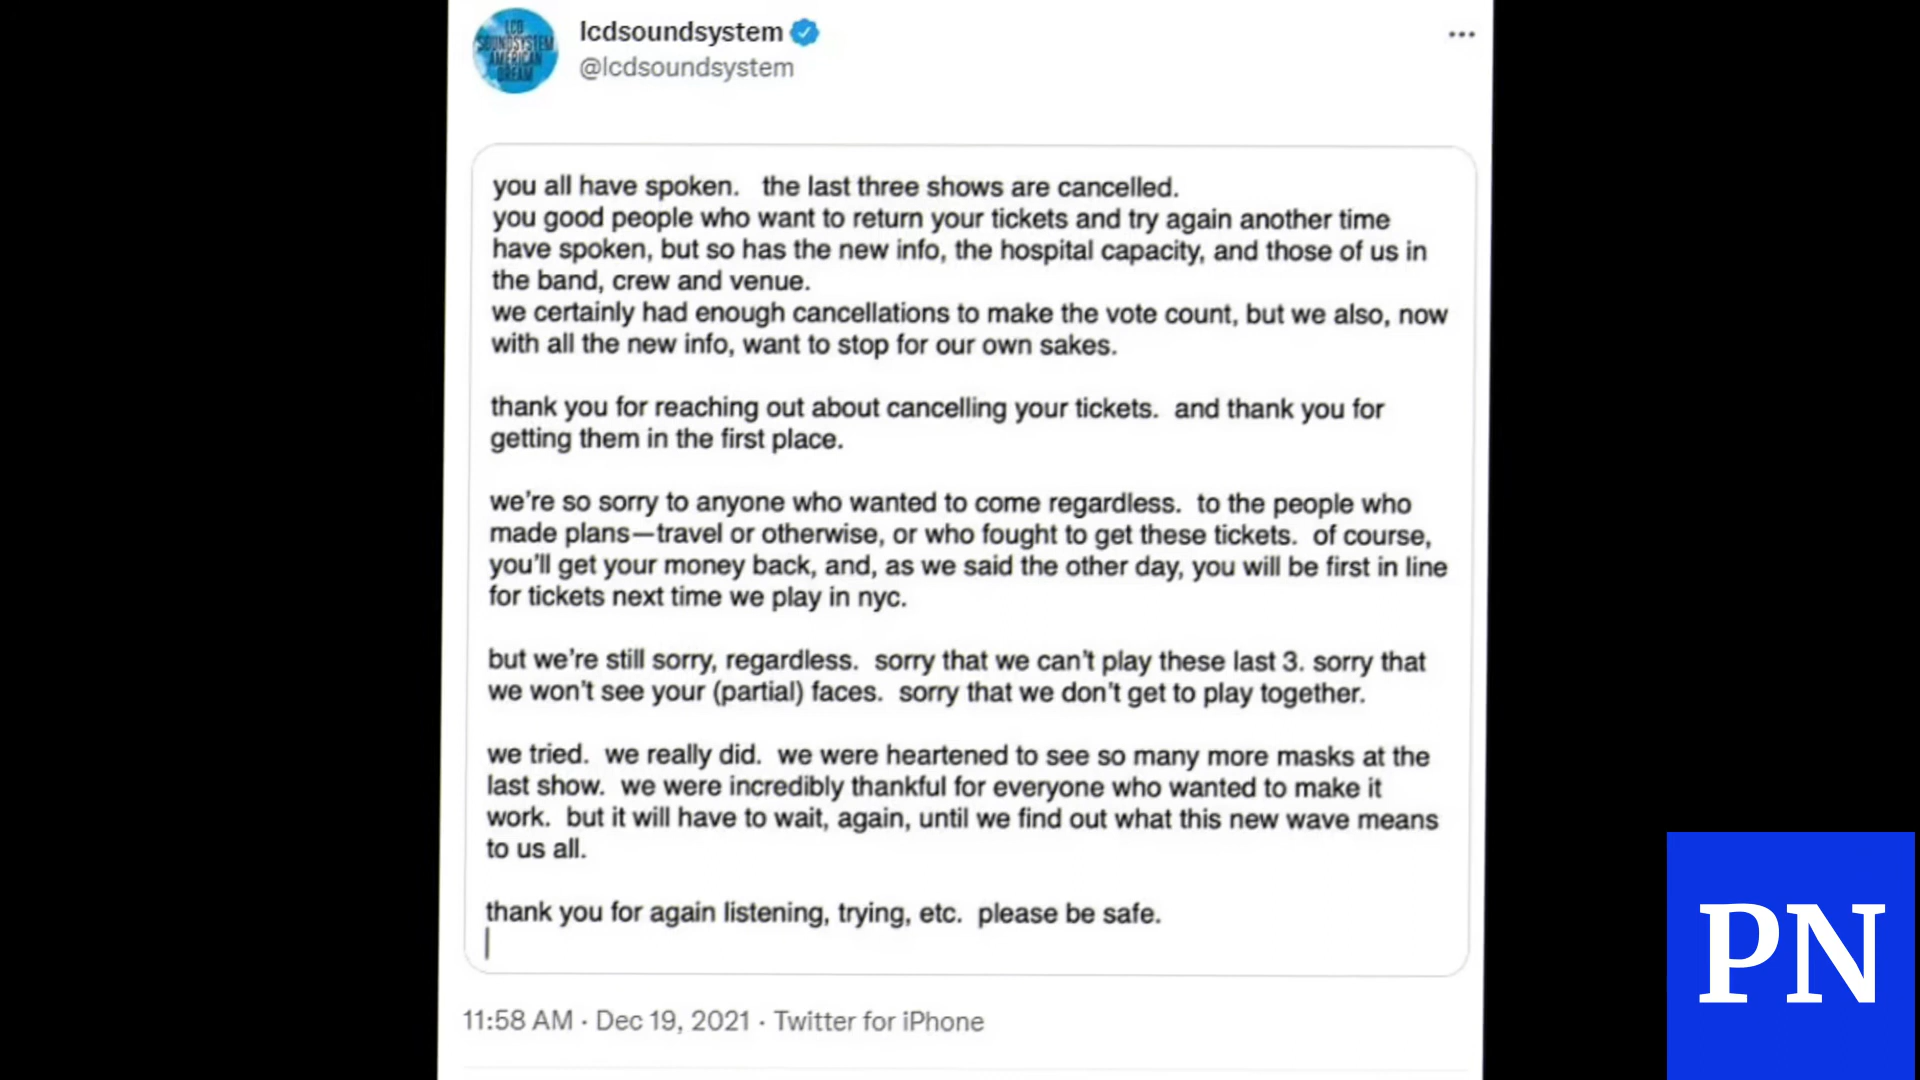 LCD
SOUNDSYSTEM
AMERICAN
DREAM
lcdsoundsystem
@lcdsoundsystem
you all have spoken.   the last three shows are cancelled.
you good people who want to return your tickets and try again another time
have spoken, but so has the new info, the hospital capacity, and those of us in
the band, crew and venue.
we certainly had enough cancellations to make the vote count, but we also, now
with all the new info, want to stop for our own sakes.
thank you for reaching out about cancelling your tickets.  and thank you for
getting them in the first place.
we're so sorry to anyone who wanted to come regardless.  to the people who
made plans—travel or otherwise, or who fought to get these tickets.  of course,
you'll get your money back, and, as we said the other day, you will be first in line
for tickets next time we play in nyc.
but we're still sorry, regardless.  sorry that we can't play these last 3. sorry that
we won't see your (partial) faces.  sorry that we don't get to play together.
we tried.  we really did.  we were heartened to see so many more masks at the
last show.  we were incredibly thankful for everyone who wanted to make it
work.  but it will have to wait, again, until we find out what this new wave means
to us all.
thank you for again listening, trying, etc.  please be safe.
11:58 AM · Dec 19, 2021 · Twitter for iPhone
PN